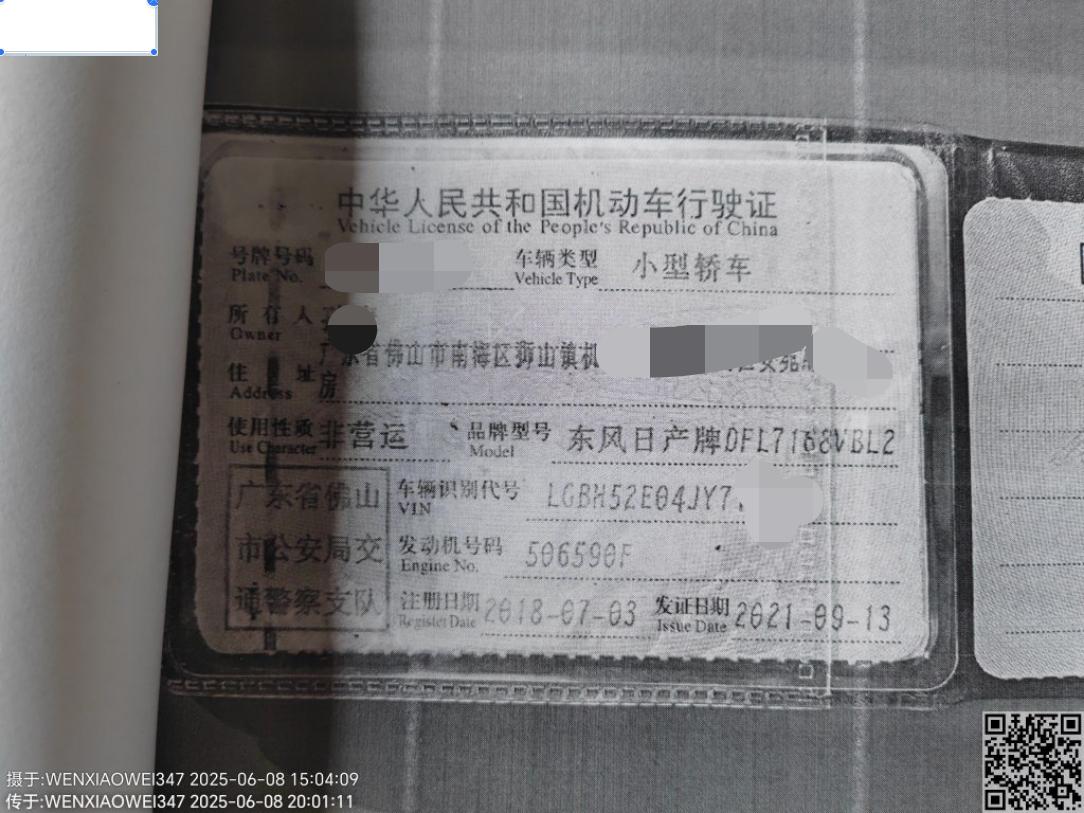 中华人民共和国机动车行驶证
Vehicle License of the People's Republic of China
号牌号码
Plate No.
车辆类型 小型轿车
Vehicle Type
所有人
Owner
广东省佛山市南海区狮山镇机
住址 房
Address
使用性质 非营运 品牌型号 东风日产牌DFL7168VBL2
Use Character Model
广东省佛山
市公安局交
通警察支队
车辆识别代号 LGBH52E04JY7
VIN
发动机号码 506590F
Engine No.
注册日期 2018-07-03 发证日期 2021-09-13
Register Date Issue Date
摄于:WENXIAOWEI347 2025-06-08 15:04:09
传于:WENXIAOWEI347 2025-06-08 20:01:11